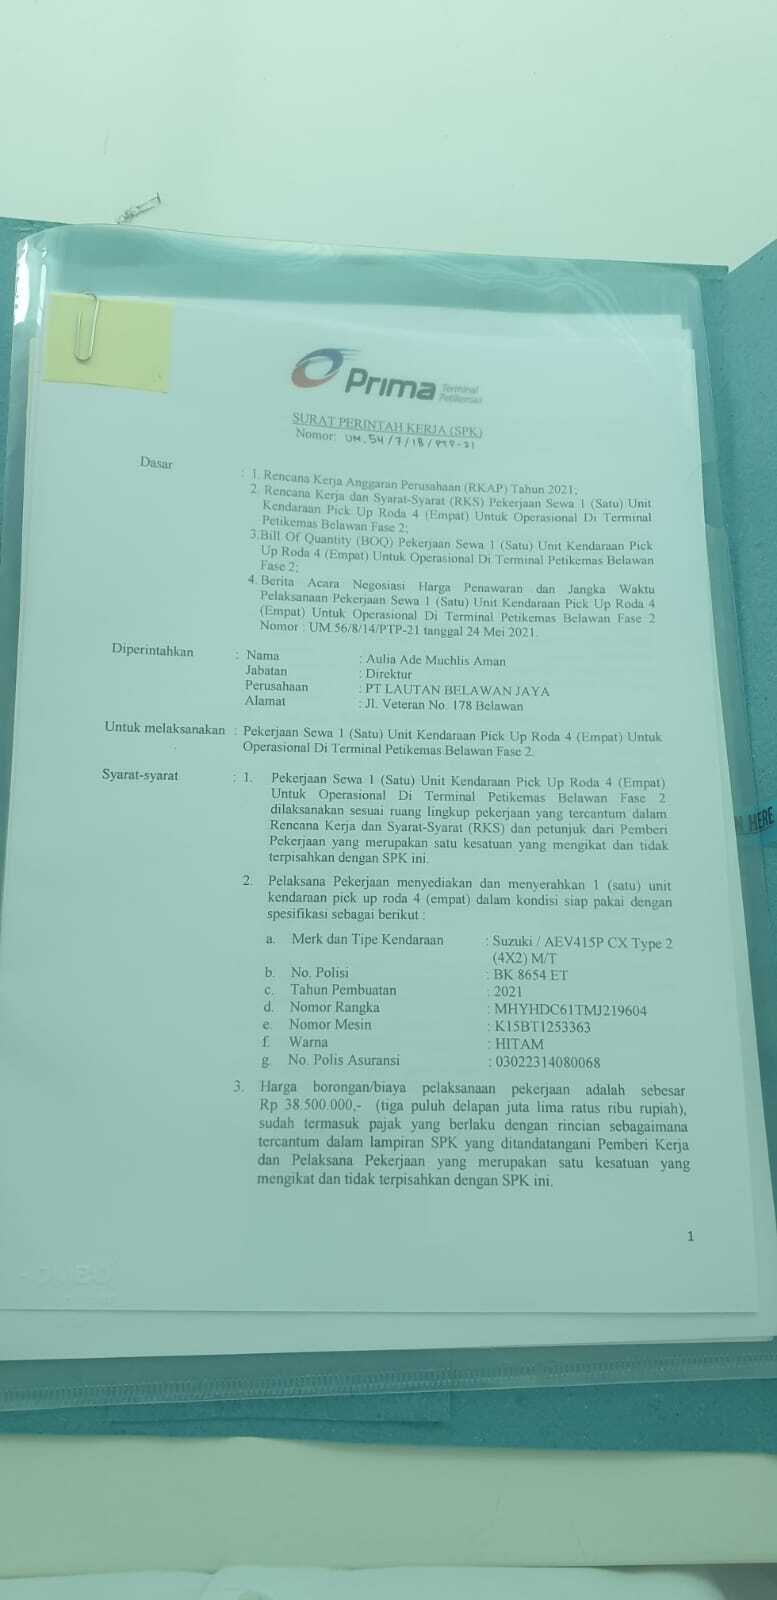 Prima Terminal Petikemas
SURAT PERINTAH KERJA (SPK)
Nomor: UM.54/7/18/PTP-21
Dasar : 1. Rencana Kerja Anggaran Perusahaan (RKAP) Tahun 2021;
2. Rencana Kerja dan Syarat-Syarat (RKS) Pekerjaan Sewa 1 (Satu) Unit
Kendaraan Pick Up Roda 4 (Empat) Untuk Operasional Di Terminal
Petikemas Belawan Fase 2;
3.Bill Of Quantity (BOQ) Pekerjaan Sewa 1 (Satu) Unit Kendaraan Pick
Up Roda 4 (Empat) Untuk Operasional Di Terminal Petikemas Belawan
Fase 2;
4. Berita Acara Negosiasi Harga Penawaran dan Jangka Waktu
Pelaksanaan Pekerjaan Sewa 1 (Satu) Unit Kendaraan Pick Up Roda 4
(Empat) Untuk Operasional Di Terminal Petikemas Belawan Fase 2
Nomor : UM.56/8/14/PTP-21 tanggal 24 Mei 2021.
Diperintahkan : Nama : Aulia Ade Muchlis Aman
Jabatan : Direktur
Perusahaan : PT LAUTAN BELAWAN JAYA
Alamat : Jl. Veteran No. 178 Belawan
Untuk melaksanakan : Pekerjaan Sewa 1 (Satu) Unit Kendaraan Pick Up Roda 4 (Empat) Untuk
Operasional Di Terminal Petikemas Belawan Fase 2.
Syarat-syarat : 1. Pekerjaan Sewa 1 (Satu) Unit Kendaraan Pick Up Roda 4 (Empat)
Untuk Operasional Di Terminal Petikemas Belawan Fase 2
dilaksanakan sesuai ruang lingkup pekerjaan yang tercantum dalam
Rencana Kerja dan Syarat-Syarat (RKS) dan petunjuk dari Pemberi
Pekerjaan yang merupakan satu kesatuan yang mengikat dan tidak
terpisahkan dengan SPK ini.
2. Pelaksana Pekerjaan menyediakan dan menyerahkan 1 (satu) unit
kendaraan pick up roda 4 (empat) dalam kondisi siap pakai dengan
spesifikasi sebagai berikut :
a. Merk dan Tipe Kendaraan : Suzuki / AEV415P CX Type 2
(4X2) M/T
b. No. Polisi : BK 8654 ET
c. Tahun Pembuatan : 2021
d. Nomor Rangka : MHYHDC61TMJ219604
e. Nomor Mesin : K15BT1253363
f. Warna : HITAM
g. No. Polis Asuransi : 03022314080068
3. Harga borongan/biaya pelaksanaan pekerjaan adalah sebesar
Rp 38.500.000,- (tiga puluh delapan juta lima ratus ribu rupiah),
sudah termasuk pajak yang berlaku dengan rincian sebagaimana
tercantum dalam lampiran SPK yang ditandatangani Pemberi Kerja
dan Pelaksana Pekerjaan yang merupakan satu kesatuan yang
mengikat dan tidak terpisahkan dengan SPK ini.
1
HERE